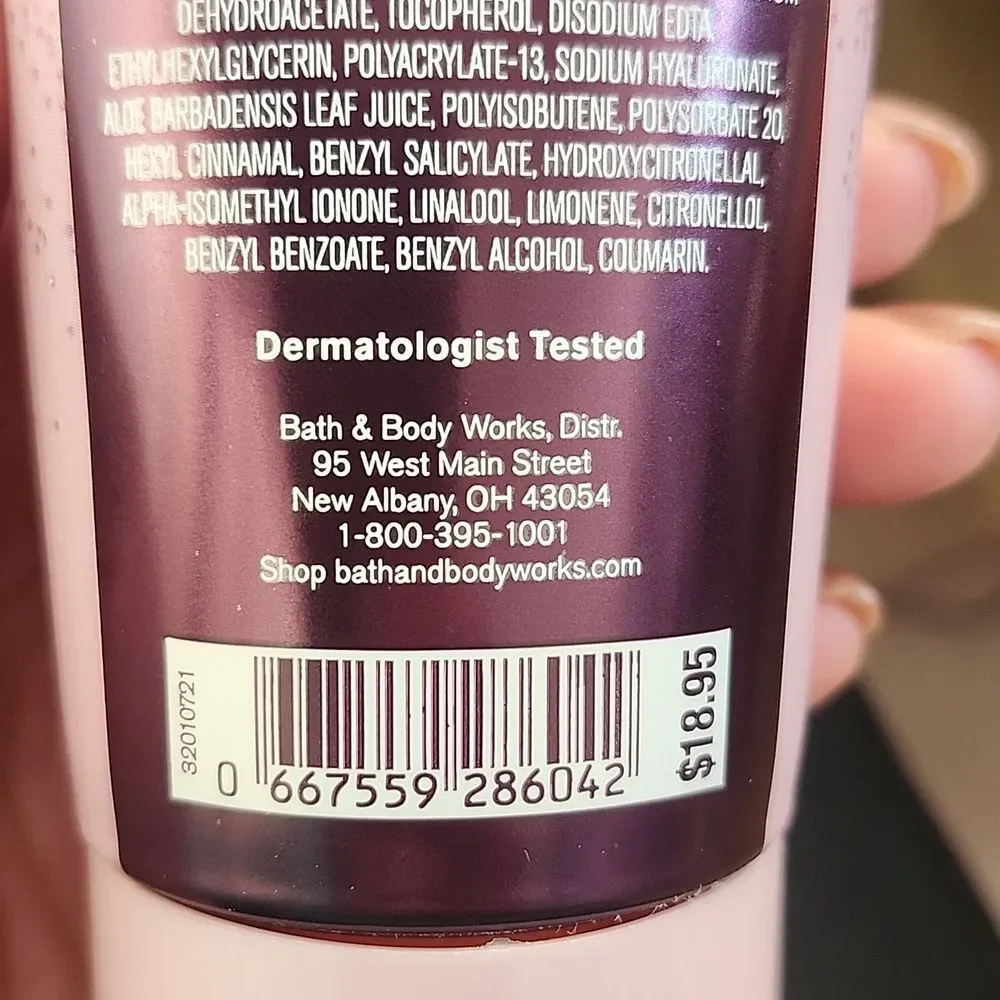 DEHYDROACETATE, TOCOPHEROL, DISODIUM EDTA,
ETHYLHEXYLGLYCERIN, POLYACRYLATE-13, SODIUM HYALURONATE,
ALOE BARBADENSIS LEAF JUICE, POLYISOBUTENE, POLYSORBATE 20,
HEXYL CINNAMAL, BENZYL SALICYLATE, HYDROXYCITRONELLAL,
ALPHA-ISOMETHYL IONONE, LINALOOL, LIMONENE, CITRONELLOL,
BENZYL BENZOATE, BENZYL ALCOHOL, COUMARIN.
Dermatologist Tested
Bath & Body Works, Distr.
95 West Main Street
New Albany, OH 43054
1-800-395-1001
Shop bathandbodyworks.com
32010721
0 667559 286042
$18.95